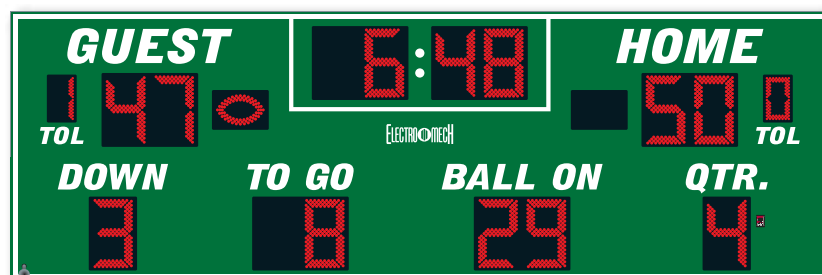 GUEST 6:48 HOME
1 47 50 0
TOL ELECTRO-MECH TOL
DOWN TO GO BALL ON QTR.
3 8 29 4